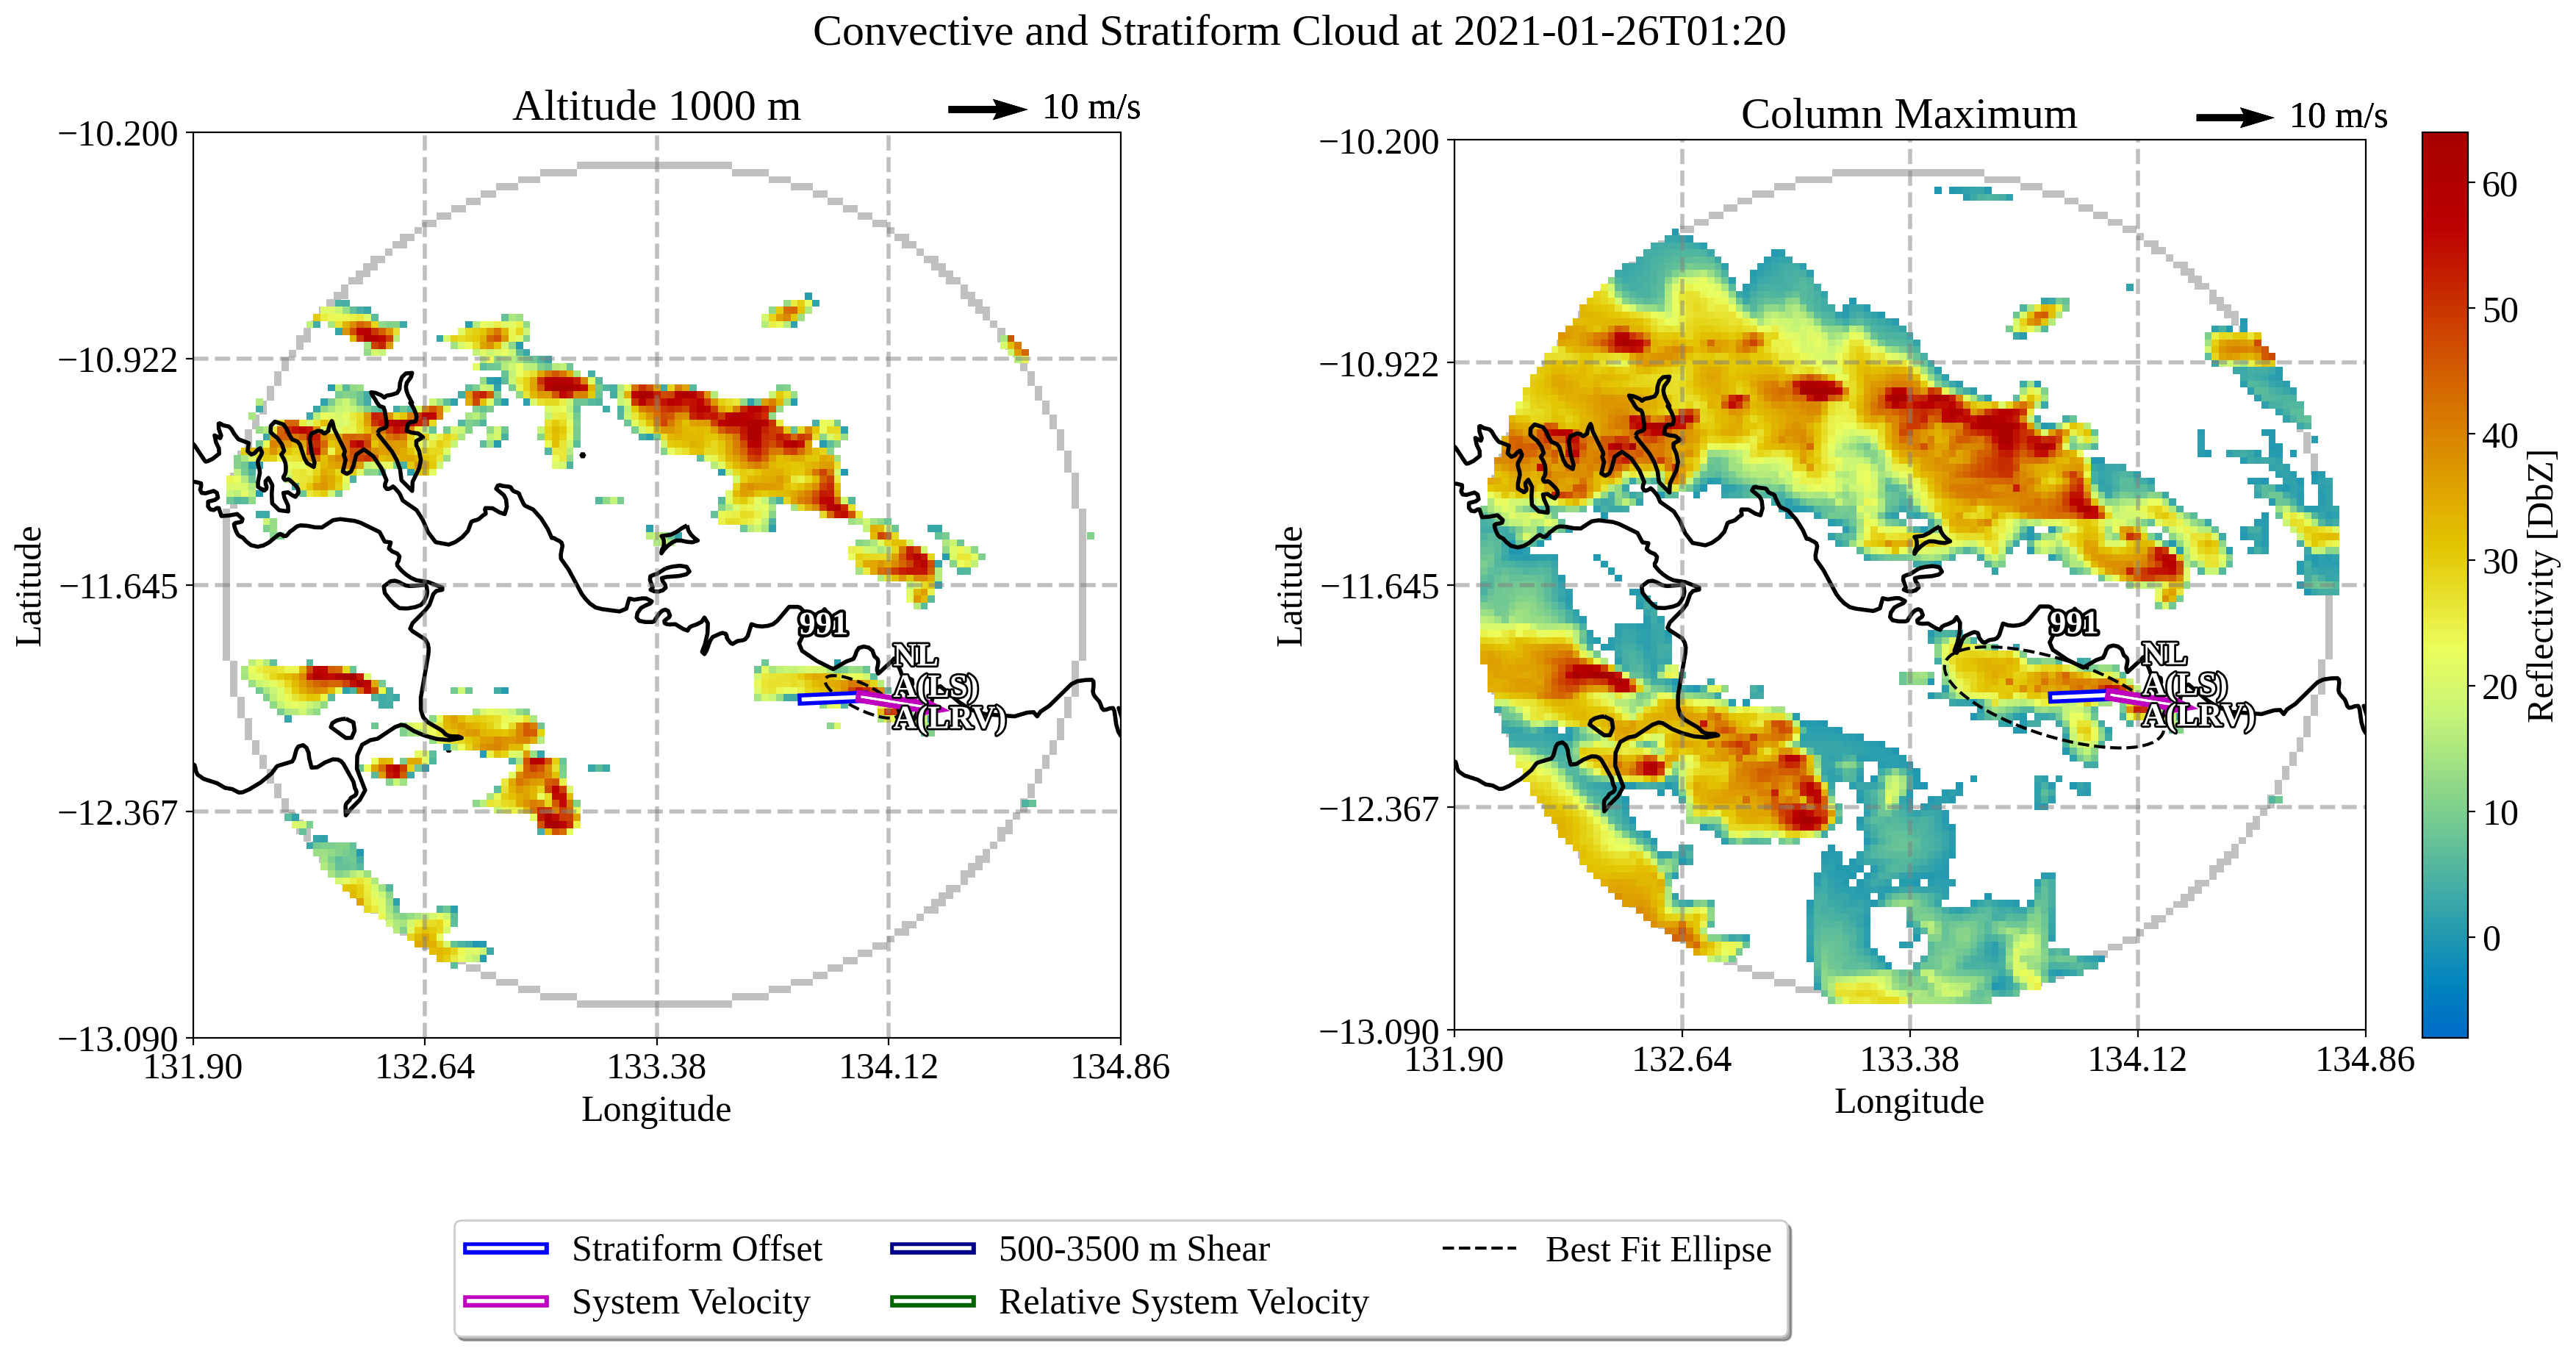 Convective and Stratiform Cloud at 2021-01-26T01:20
Altitude 1000 m
10 m/s
−10.200
−10.922
−11.645
−12.367
−13.090
131.90
132.64
133.38
134.12
134.86
Latitude
Longitude
991
NL
A(LS)
A(LRV)
Column Maximum
10 m/s
−10.200
−10.922
−11.645
−12.367
−13.090
131.90
132.64
133.38
134.12
134.86
Latitude
Longitude
991
NL
A(LS)
A(LRV)
60
50
40
30
20
10
0
Reflectivity [DbZ]
Stratiform Offset
System Velocity
500-3500 m Shear
Relative System Velocity
Best Fit Ellipse